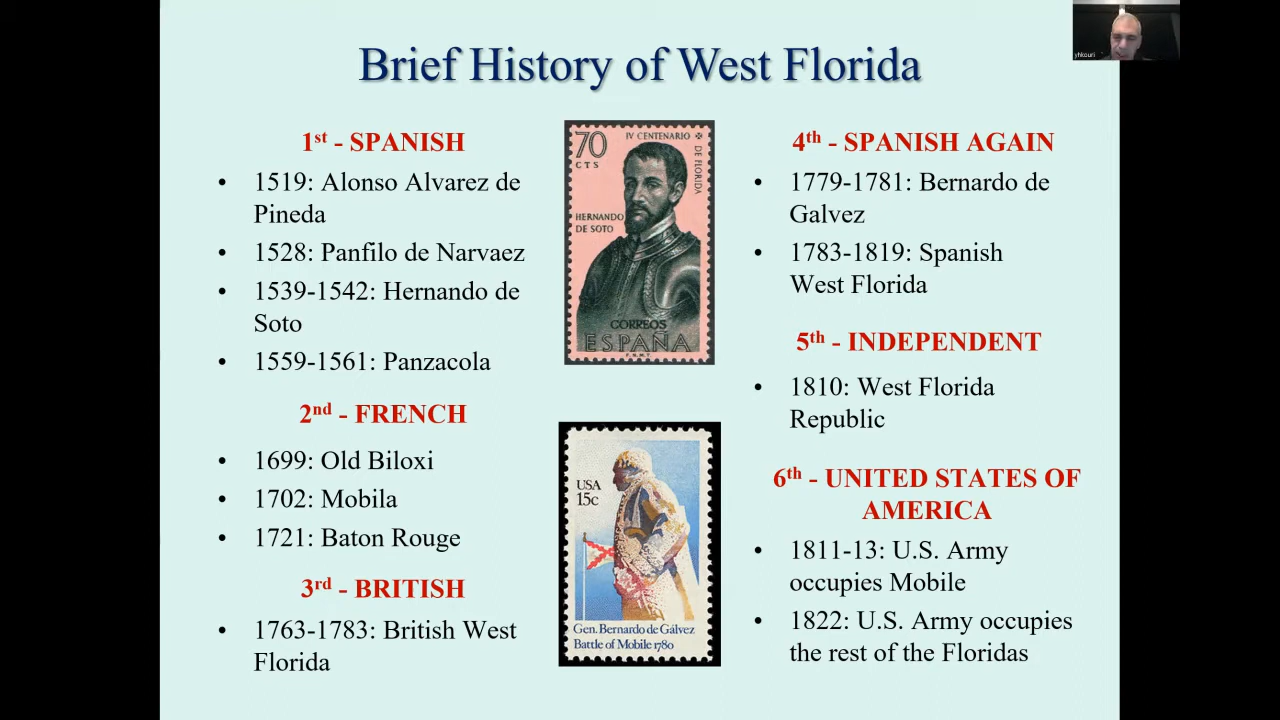 Brief History of West Florida
yhkouri
1st - SPANISH
• 1519: Alonso Alvarez de
Pineda
• 1528: Panfilo de Narvaez
• 1539-1542: Hernando de
Soto
• 1559-1561: Panzacola
2nd - FRENCH
• 1699: Old Biloxi
• 1702: Mobila
• 1721: Baton Rouge
3rd - BRITISH
• 1763-1783: British West
Florida
70
CTS
IV CENTENARIO
DE FLORIDA
HERNANDO
DE SOTO
CORREOS
ESPAÑA
F.N.M.T.
USA
15c
Gen. Bernardo de Gálvez
Battle of Mobile 1780
4th - SPANISH AGAIN
• 1779-1781: Bernardo de
Galvez
• 1783-1819: Spanish
West Florida
5th - INDEPENDENT
• 1810: West Florida
Republic
6th - UNITED STATES OF
AMERICA
• 1811-13: U.S. Army
occupies Mobile
• 1822: U.S. Army occupies
the rest of the Floridas